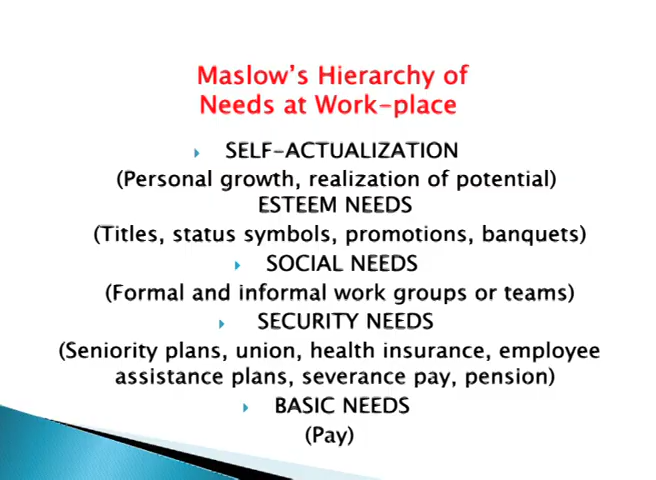 Maslow's Hierarchy of
Needs at Work-place
SELF-ACTUALIZATION
(Personal growth, realization of potential)
ESTEEM NEEDS
(Titles, status symbols, promotions, banquets)
SOCIAL NEEDS
(Formal and informal work groups or teams)
SECURITY NEEDS
(Seniority plans, union, health insurance, employee
assistance plans, severance pay, pension)
BASIC NEEDS
(Pay)